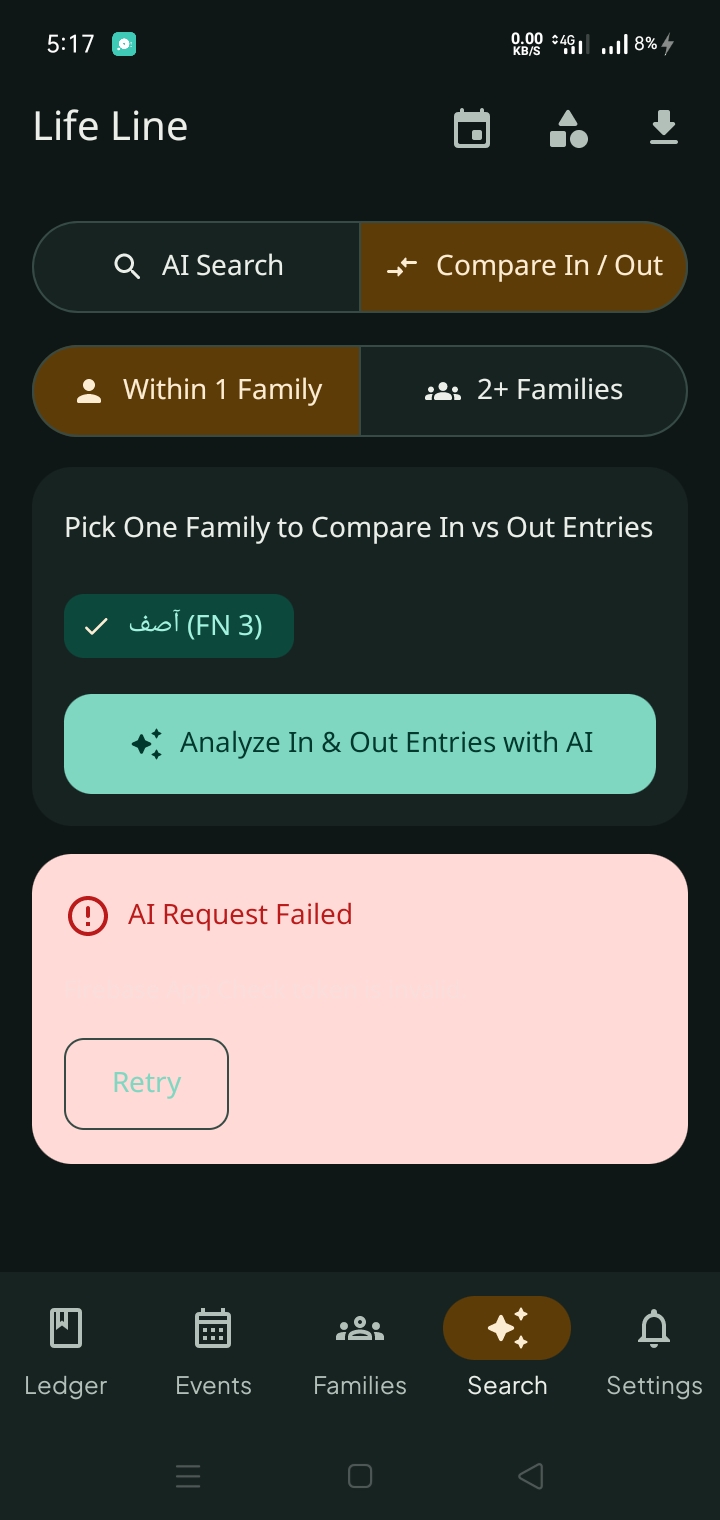 5:17
0.00 KB/S 4G 8%
Life Line
AI Search
Compare In / Out
Within 1 Family
2+ Families
Pick One Family to Compare In vs Out Entries
آصف (FN 3)
Analyze In & Out Entries with AI
AI Request Failed
Retry
Ledger
Events
Families
Search
Settings